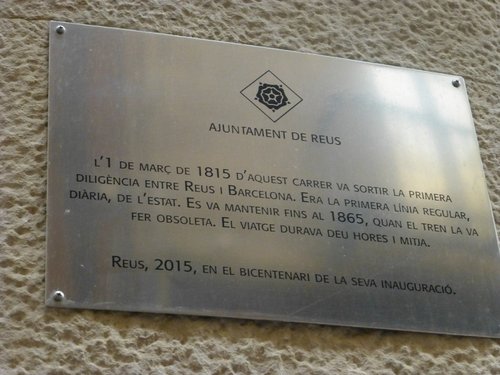 AJUNTAMENT DE REUS
L'1 DE MARÇ DE 1815 D'AQUEST CARRER VA SORTIR LA PRIMERA
DILIGÈNCIA ENTRE REUS I BARCELONA. ERA LA PRIMERA LÍNIA REGULAR,
DIÀRIA, DE L'ESTAT. ES VA MANTENIR FINS AL 1865, QUAN EL TREN LA VA
FER OBSOLETA. EL VIATGE DURAVA DEU HORES I MITJA.
REUS, 2015, EN EL BICENTENARI DE LA SEVA INAUGURACIÓ.